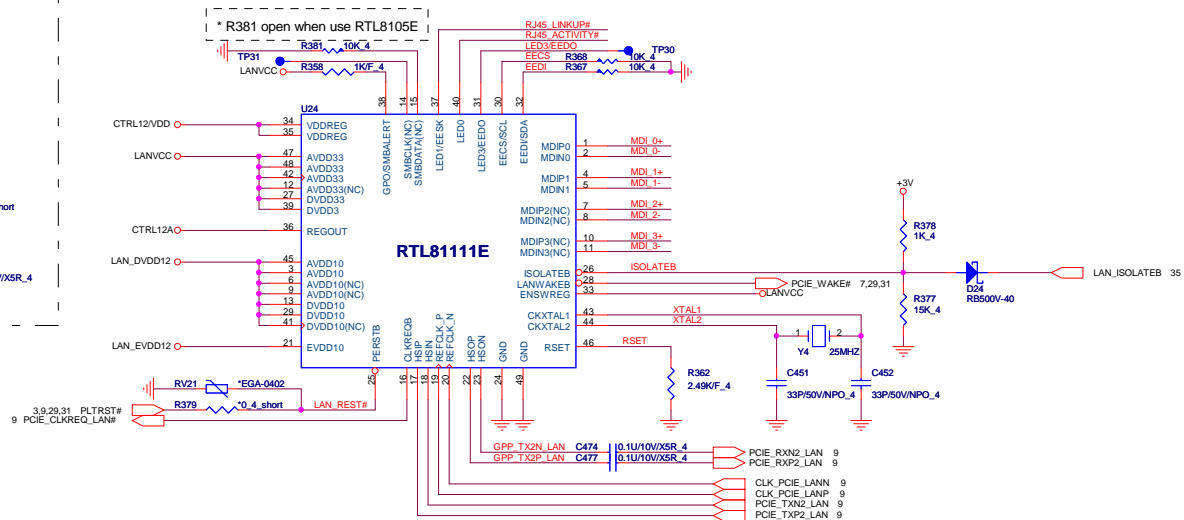 * R381 open when use RTL8105E
RJ45_LINKUP#
RJ45_ACTIVITY#
LED3/EEDO
TP30
EECS R368 10K_4
EEDI R367 10K_4
R381 10K_4
TP31
LANVCC R358 1K/F_4
38 14 15 37 40 31 30 32
U24
GPO/SMBALERT
SMBCLK(NC)
SMBDATA(NC)
LED1/EESK
LED0
LED3/EEDO
EECS/SCL
EEDI/SDA
CTRL12/VDD 34 VDDREG
35 VDDREG
LANVCC 47 AVDD33
48 AVDD33
42 AVDD33
12 AVDD33(NC)
27 DVDD33
39 DVDD3
CTRL12A 36 REGOUT
LAN_DVDD12 45 AVDD10
3 AVDD10
6 AVDD10(NC)
9 AVDD10(NC)
13 DVDD10
29 DVDD10
41 DVDD10(NC)
LAN_EVDD12 21 EVDD10
RTL81111E
MDIP0 1 MDI_0+
MDIN0 2 MDI_0-
MDIP1 4 MDI_1+
MDIN1 5 MDI_1-
MDIP2(NC) 7 MDI_2+
MDIN2(NC) 8 MDI_2-
MDIP3(NC) 10 MDI_3+
MDIN3(NC) 11 MDI_3-
ISOLATEB 26 ISOLATEB
LANWAKEB 28 PCIE_WAKE# 7,29,31
ENSWREG 33 LANVCC
CKXTAL1 43 XTAL1
CKXTAL2 44 XTAL2
RSET 46 RSET
+3V
R378
1K_4
R377
15K_4
D24
RB500V-40
LAN_ISOLATEB 35
1 2
Y4 25MHZ
C451
33P/50V/NPO_4
C452
33P/50V/NPO_4
R362
2.49K/F_4
PERSTB
CLKREQB
HSIP
HSIN
REFCLK_P
REFCLK_N
HSOP
HSON
GND
GND
25 16 17 18 19 20 22 23 24 49
RV21 *EGA-0402
3,9,29,31 PLTRST# R379 *0_4_short LAN_REST#
9 PCIE_CLKREQ_LAN#
GPP_TX2N_LAN C474 0.1U/10V/X5R_4 PCIE_RXN2_LAN 9
GPP_TX2P_LAN C477 0.1U/10V/X5R_4 PCIE_RXP2_LAN 9
CLK_PCIE_LANN 9
CLK_PCIE_LANP 9
PCIE_TXN2_LAN 9
PCIE_TXP2_LAN 9